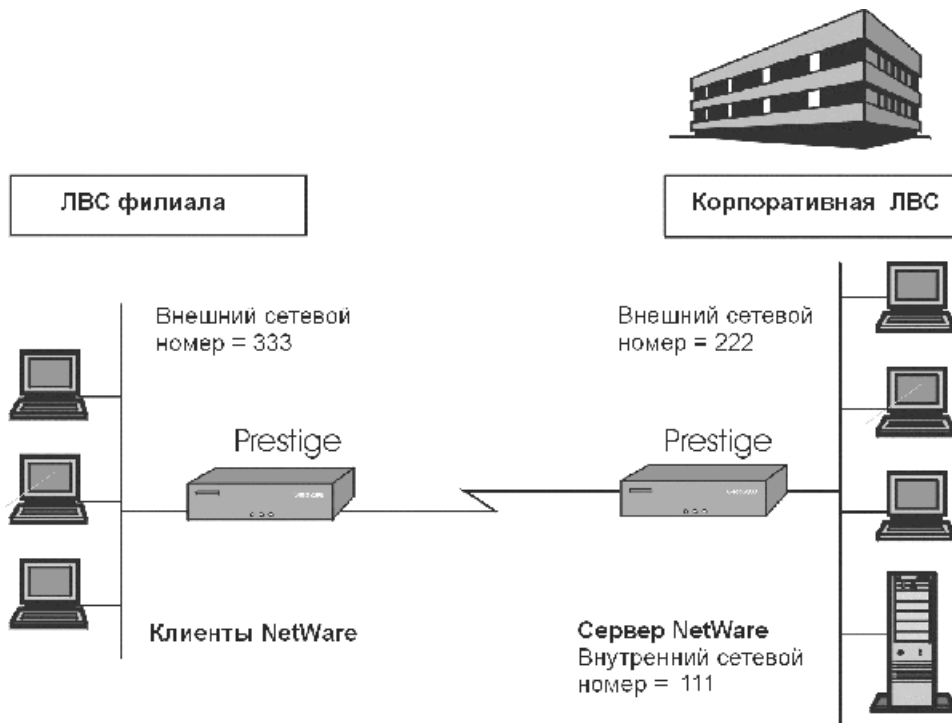 ЛВС филиала
Корпоративная ЛВС
Внешний сетевой
номер = 333
Внешний сетевой
номер = 222
Prestige
Prestige
Клиенты NetWare
Сервер NetWare
Внутренний сетевой
номер = 111